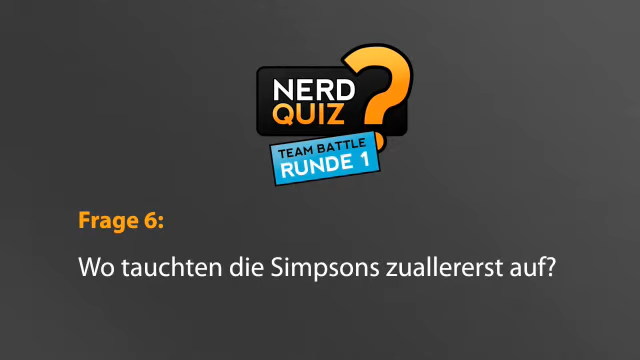 NERD
QUIZ
TEAM BATTLE
RUNDE 1
Frage 6:
Wo tauchten die Simpsons zuallererst auf?